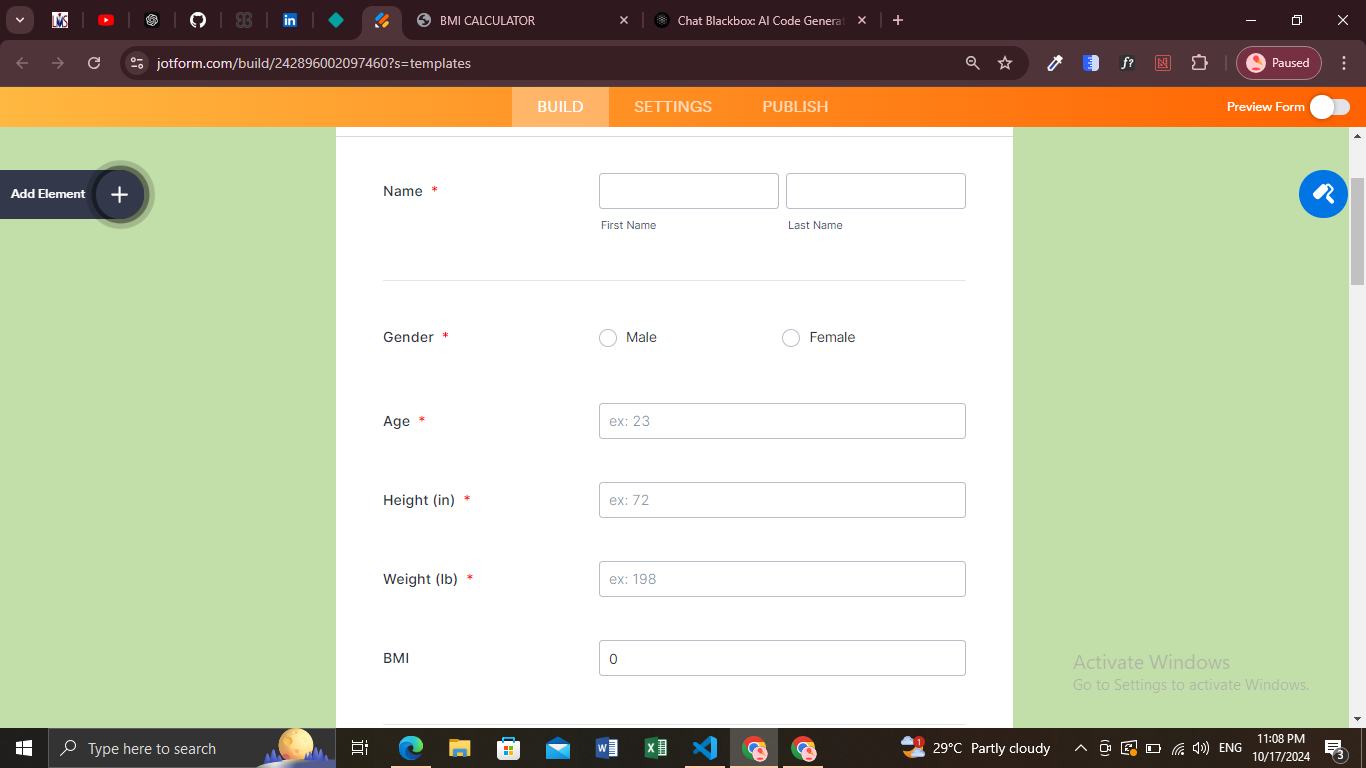 BMI CALCULATOR
Chat Blackbox: AI Code Genera
jotform.com/build/242896002097460?s=templates
Paused
BUILD
SETTINGS
PUBLISH
Preview Form
Add Element
Name *
First Name
Last Name
Gender *
Male
Female
Age *
ex: 23
Height (in) *
ex: 72
Weight (lb) *
ex: 198
BMI
0
Activate Windows
Go to Settings to activate Windows.
Type here to search
29°C Partly cloudy
ENG
11:08 PM
10/17/2024
3